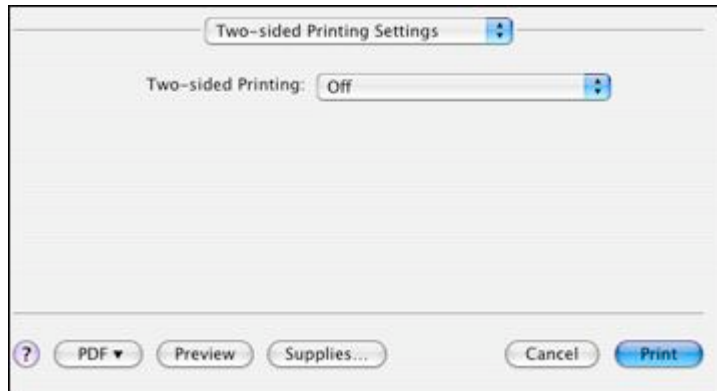 Two-sided Printing Settings
Two-sided Printing: Off
? PDF ▼ Preview Supplies... Cancel Print